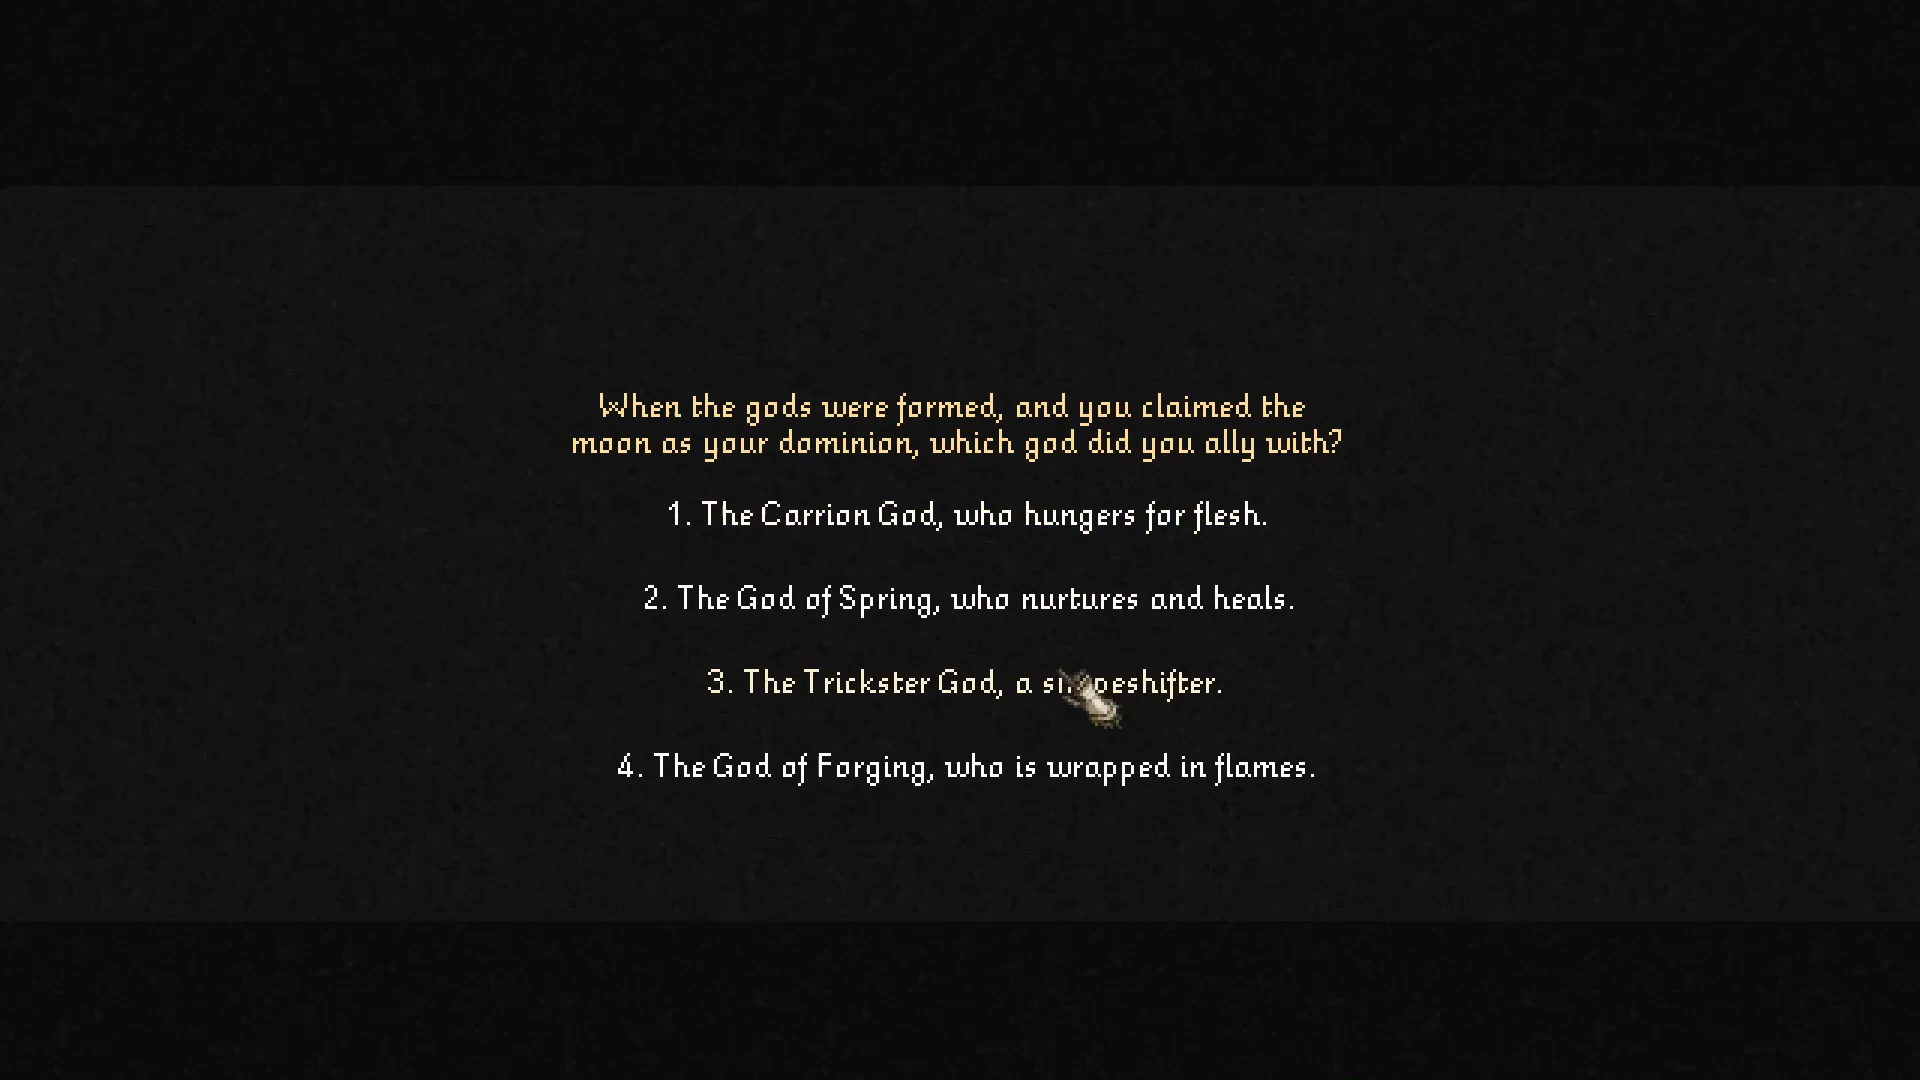 When the gods were formed, and you claimed the
moon as your dominion, which god did you ally with?
1. The Carrion God, who hungers for flesh.
2. The God of Spring, who nurtures and heals.
3. The Trickster God, a shapeshifter.
4. The God of Forging, who is wrapped in flames.